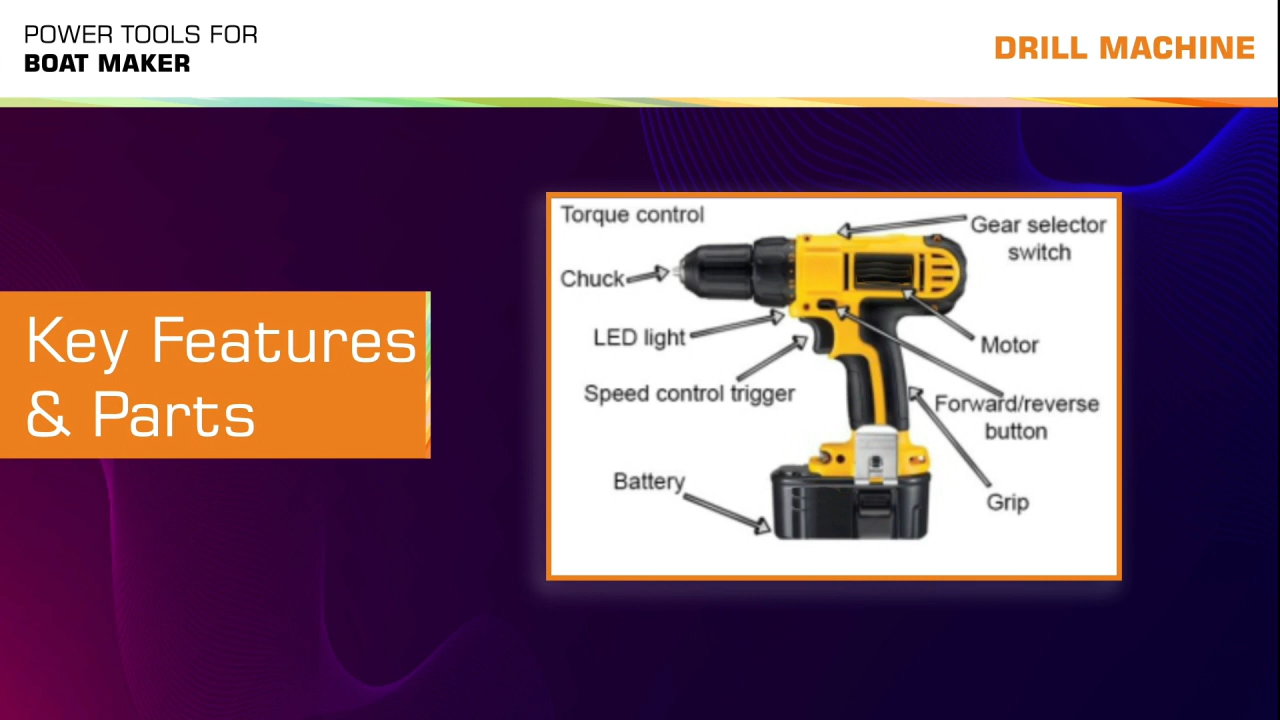 POWER TOOLS FOR
BOAT MAKER
DRILL MACHINE
Key Features
& Parts
Torque control
Gear selector
switch
Chuck
LED light
Motor
Speed control trigger
Forward/reverse
button
Battery
Grip